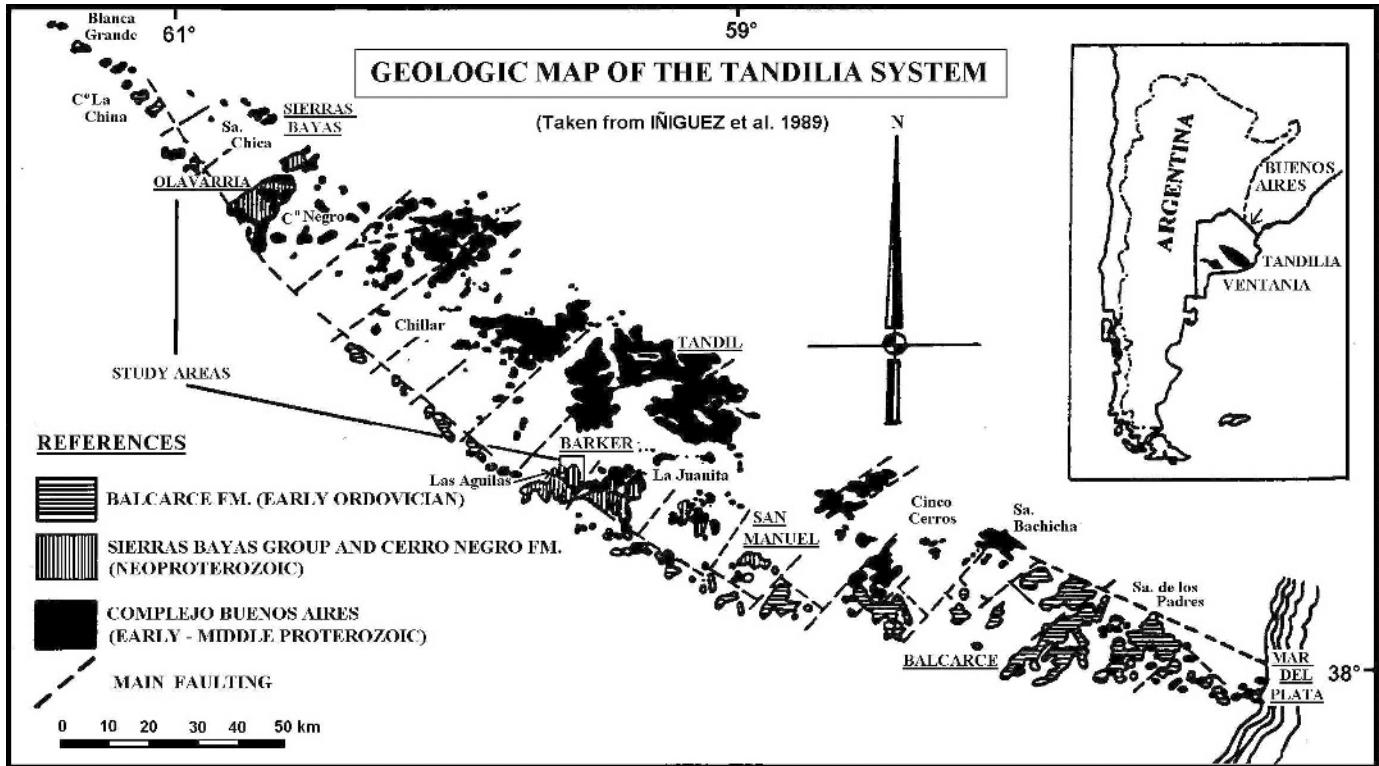 Blanca
Grande
61°
59°
GEOLOGIC MAP OF THE TANDILIA SYSTEM
(Taken from IÑIGUEZ et al. 1989)
N
Cº La
China
Sa.
Chica
SIERRAS
BAYAS
OLAVARRIA
Cº Negro
ARGENTINA
BUENOS
AIRES
TANDILIA
VENTANIA
Chillar
TANDIL
STUDY AREAS
BARKER
Las Aguilas
La Juanita
SAN
MANUEL
Cinco
Cerros
Sa.
Bachicha
Sa. de los
Padres
BALCARCE
MAR
DEL
PLATA
38°
REFERENCES
BALCARCE FM. (EARLY ORDOVICIAN)
SIERRAS BAYAS GROUP AND CERRO NEGRO FM.
(NEOPROTEROZOIC)
COMPLEJO BUENOS AIRES
(EARLY - MIDDLE PROTEROZOIC)
MAIN FAULTING
0 10 20 30 40 50 km